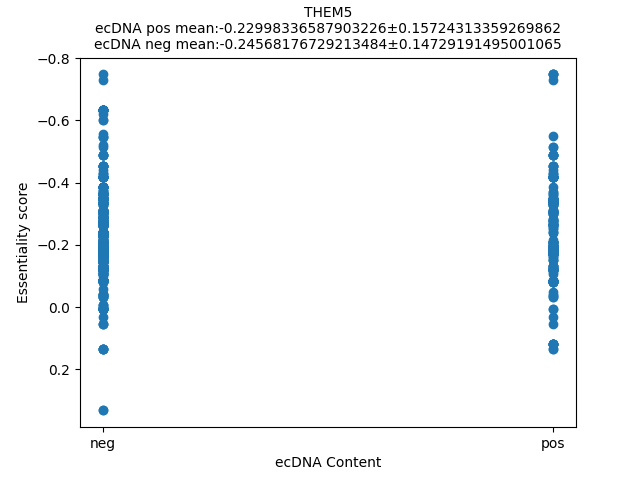 THEM5
ecDNA pos mean:-0.22998336587903226±0.15724313359269862
ecDNA neg mean:-0.24568176729213484±0.14729191495001065
−0.8
−0.6
−0.4
−0.2
0.0
0.2
Essentiality score
neg
pos
ecDNA Content